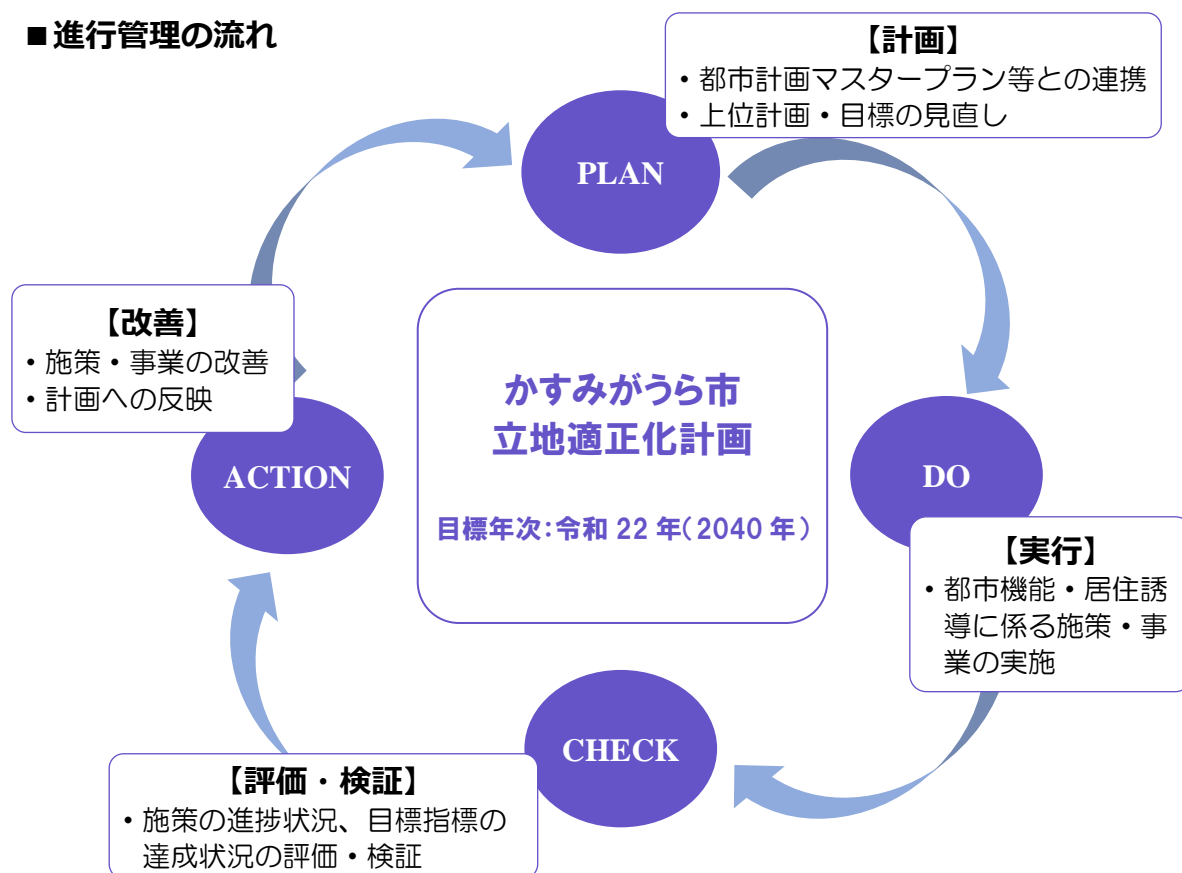 ■進行管理の流れ
【計画】
・都市計画マスタープラン等との連携
・上位計画・目標の見直し
PLAN
【改善】
・施策・事業の改善
・計画への反映
ACTION
かすみがうら市
立地適正化計画
目標年次:令和 22 年(2040 年)
DO
【実行】
・都市機能・居住誘
導に係る施策・事
業の実施
CHECK
【評価・検証】
・施策の進捗状況、目標指標の
達成状況の評価・検証